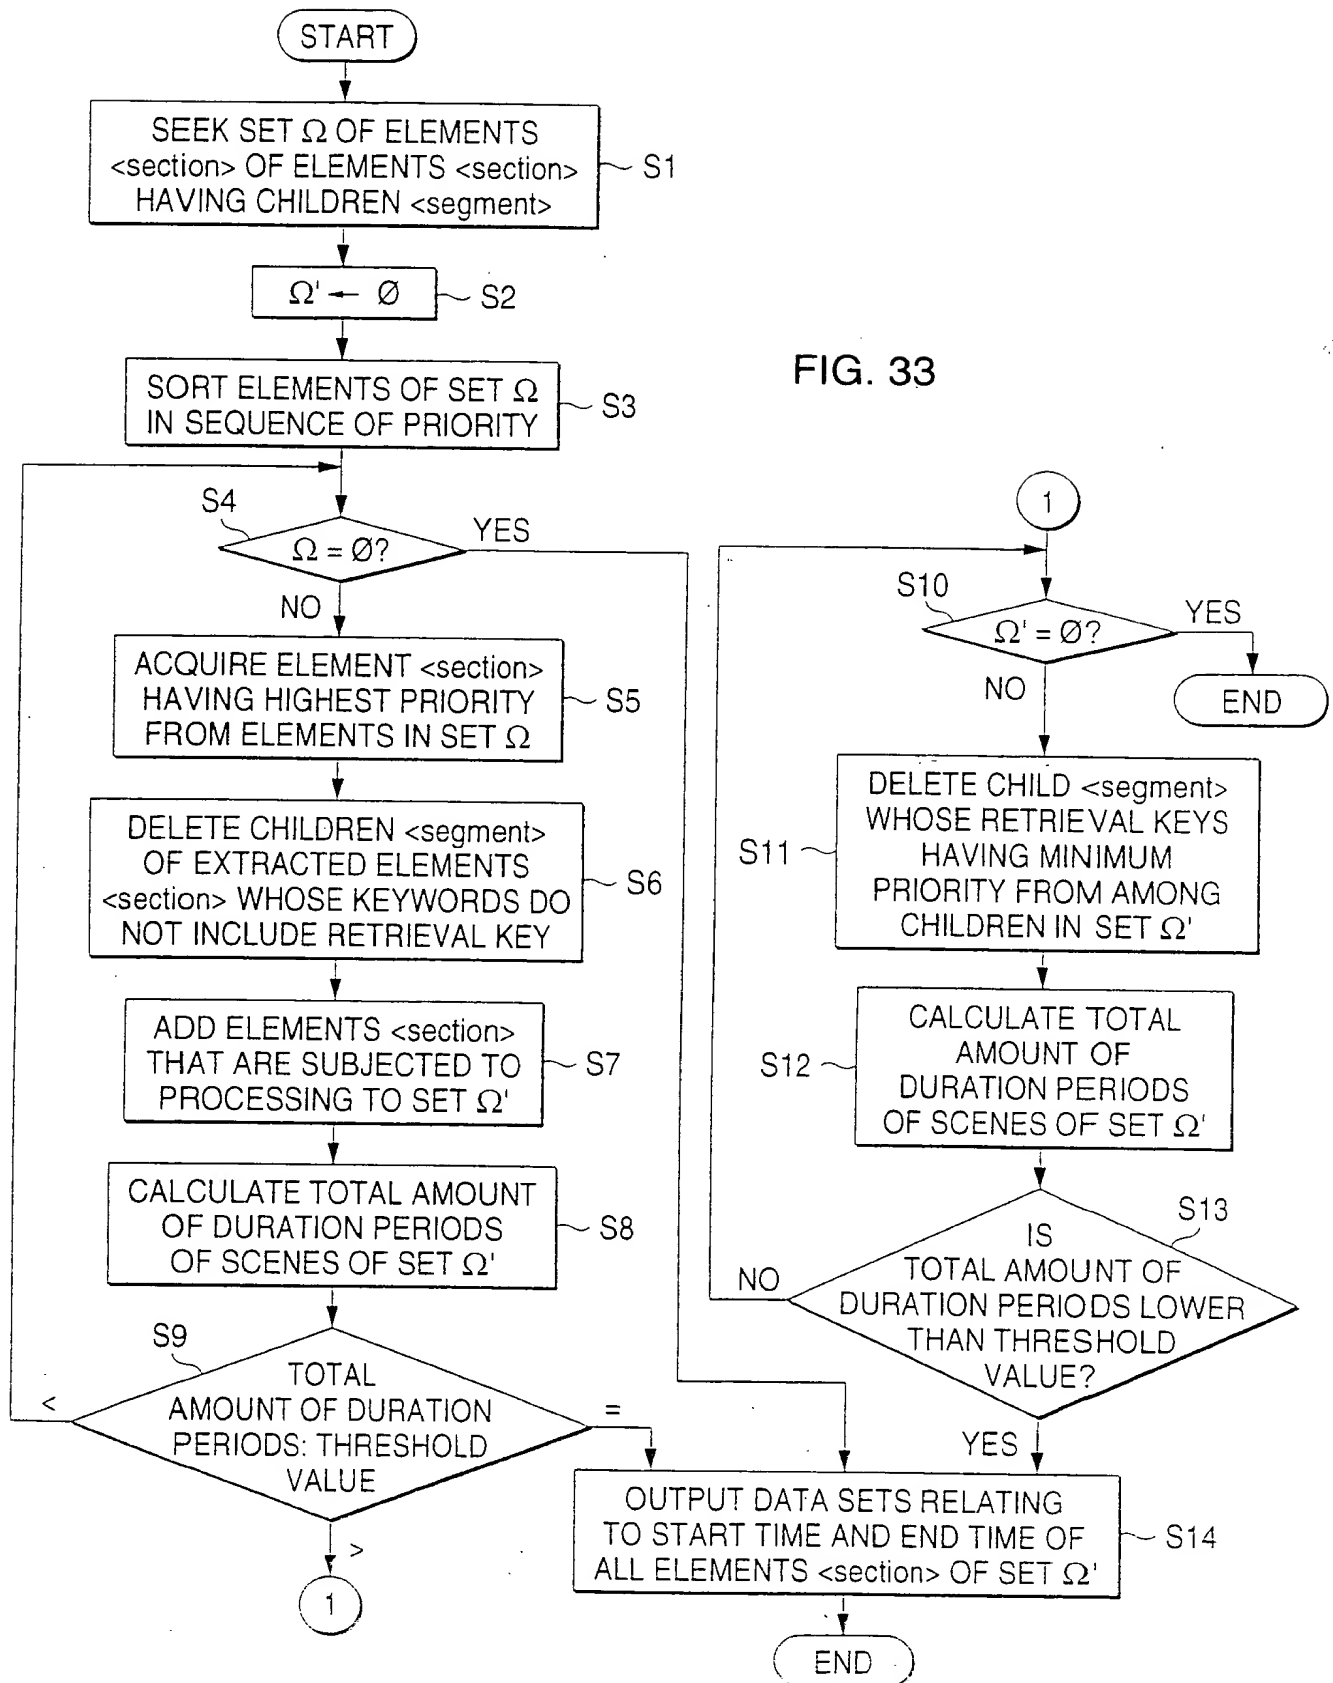 START
SEEK SET Ω OF ELEMENTS
<section> OF ELEMENTS <section>
HAVING CHILDREN <segment>
S1
Ω' ← Ø
S2
SORT ELEMENTS OF SET Ω
IN SEQUENCE OF PRIORITY
S3
FIG. 33
S4
Ω = Ø?
YES
NO
ACQUIRE ELEMENT <section>
HAVING HIGHEST PRIORITY
FROM ELEMENTS IN SET Ω
S5
DELETE CHILDREN <segment>
OF EXTRACTED ELEMENTS
<section> WHOSE KEYWORDS DO
NOT INCLUDE RETRIEVAL KEY
S6
ADD ELEMENTS <section>
THAT ARE SUBJECTED TO
PROCESSING TO SET Ω'
S7
CALCULATE TOTAL AMOUNT
OF DURATION PERIODS
OF SCENES OF SET Ω'
S8
S9
TOTAL
AMOUNT OF DURATION
PERIODS: THRESHOLD
VALUE
<
=
>
1
1
S10
Ω' = Ø?
YES
END
NO
DELETE CHILD <segment>
WHOSE RETRIEVAL KEYS
HAVING MINIMUM
PRIORITY FROM AMONG
CHILDREN IN SET Ω'
S11
CALCULATE TOTAL
AMOUNT OF
DURATION PERIODS
OF SCENES OF SET Ω'
S12
S13
IS
TOTAL AMOUNT OF
DURATION PERIODS LOWER
THAN THRESHOLD
VALUE?
NO
YES
OUTPUT DATA SETS RELATING
TO START TIME AND END TIME OF
ALL ELEMENTS <section> OF SET Ω'
S14
END